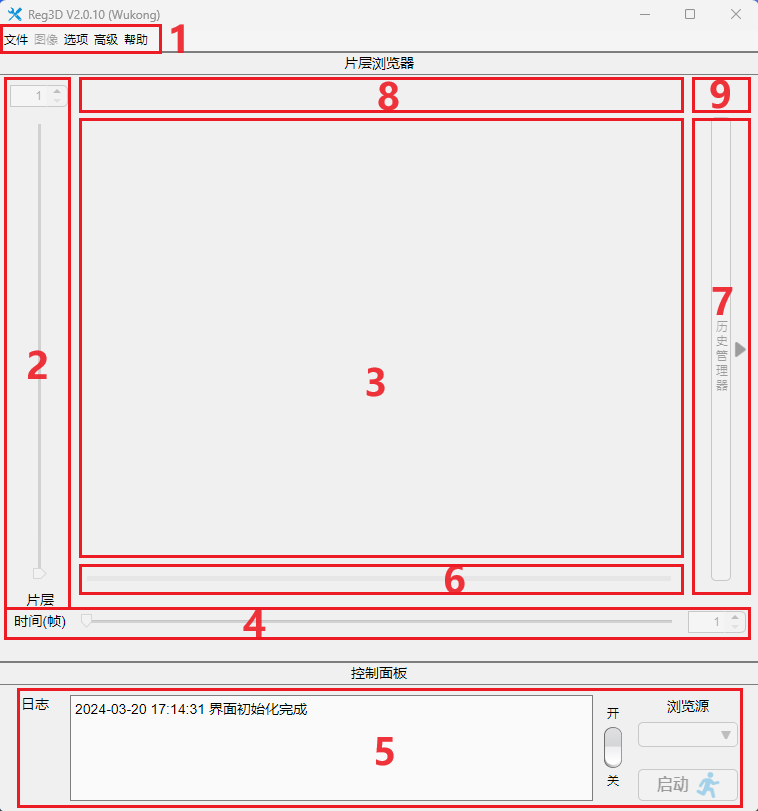 Reg3D V2.0.10 (Wukong)
文件 图像 选项 高级 帮助 1
片层浏览器
1
8
9
2
3
7
历史管理器
6
片层
时间(帧)
4
1
控制面板
日志
2024-03-20 17:14:31 界面初始化完成
5
开
关
浏览源
启动